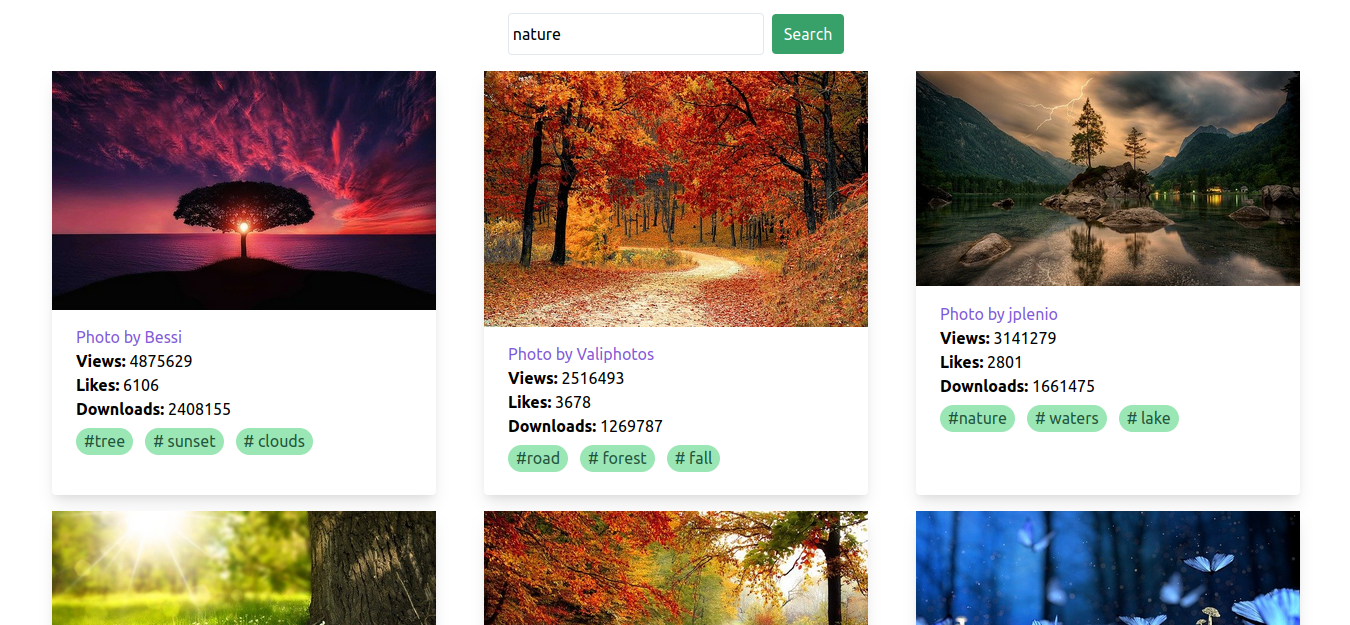 nature
Search
Photo by Bessi
Views: 4875629
Likes: 6106
Downloads: 2408155
#tree # sunset # clouds
Photo by Valiphotos
Views: 2516493
Likes: 3678
Downloads: 1269787
#road # forest # fall
Photo by jplenio
Views: 3141279
Likes: 2801
Downloads: 1661475
#nature # waters # lake